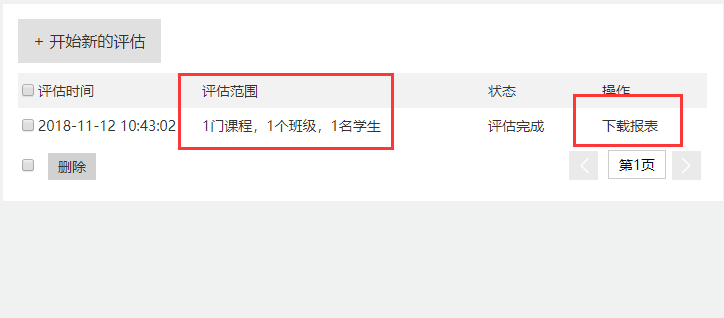 + 开始新的评估
评估时间 评估范围 状态 操作
2018-11-12 10:43:02 1门课程，1个班级，1名学生 评估完成 下载报表
删除 第1页